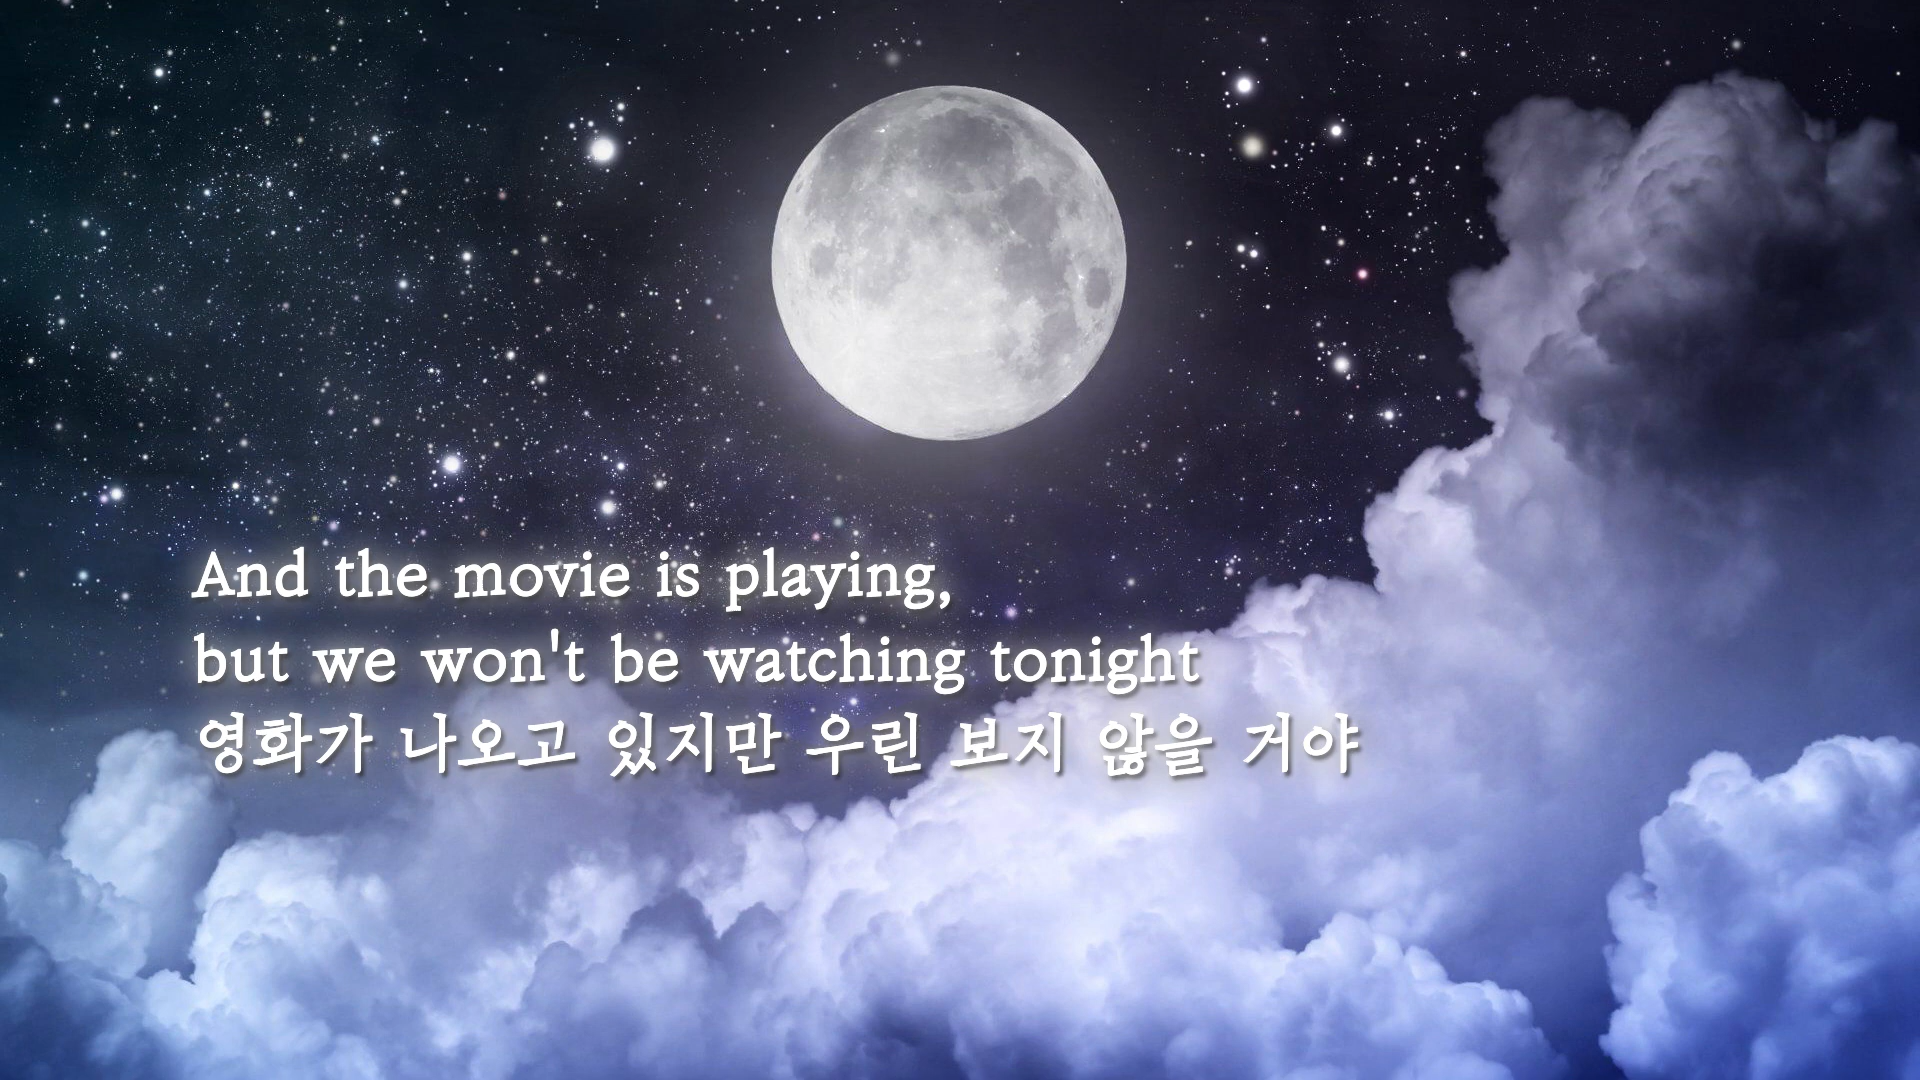 And the movie is playing,
but we won't be watching tonight
영화가 나오고 있지만 우린 보지 않을 거야